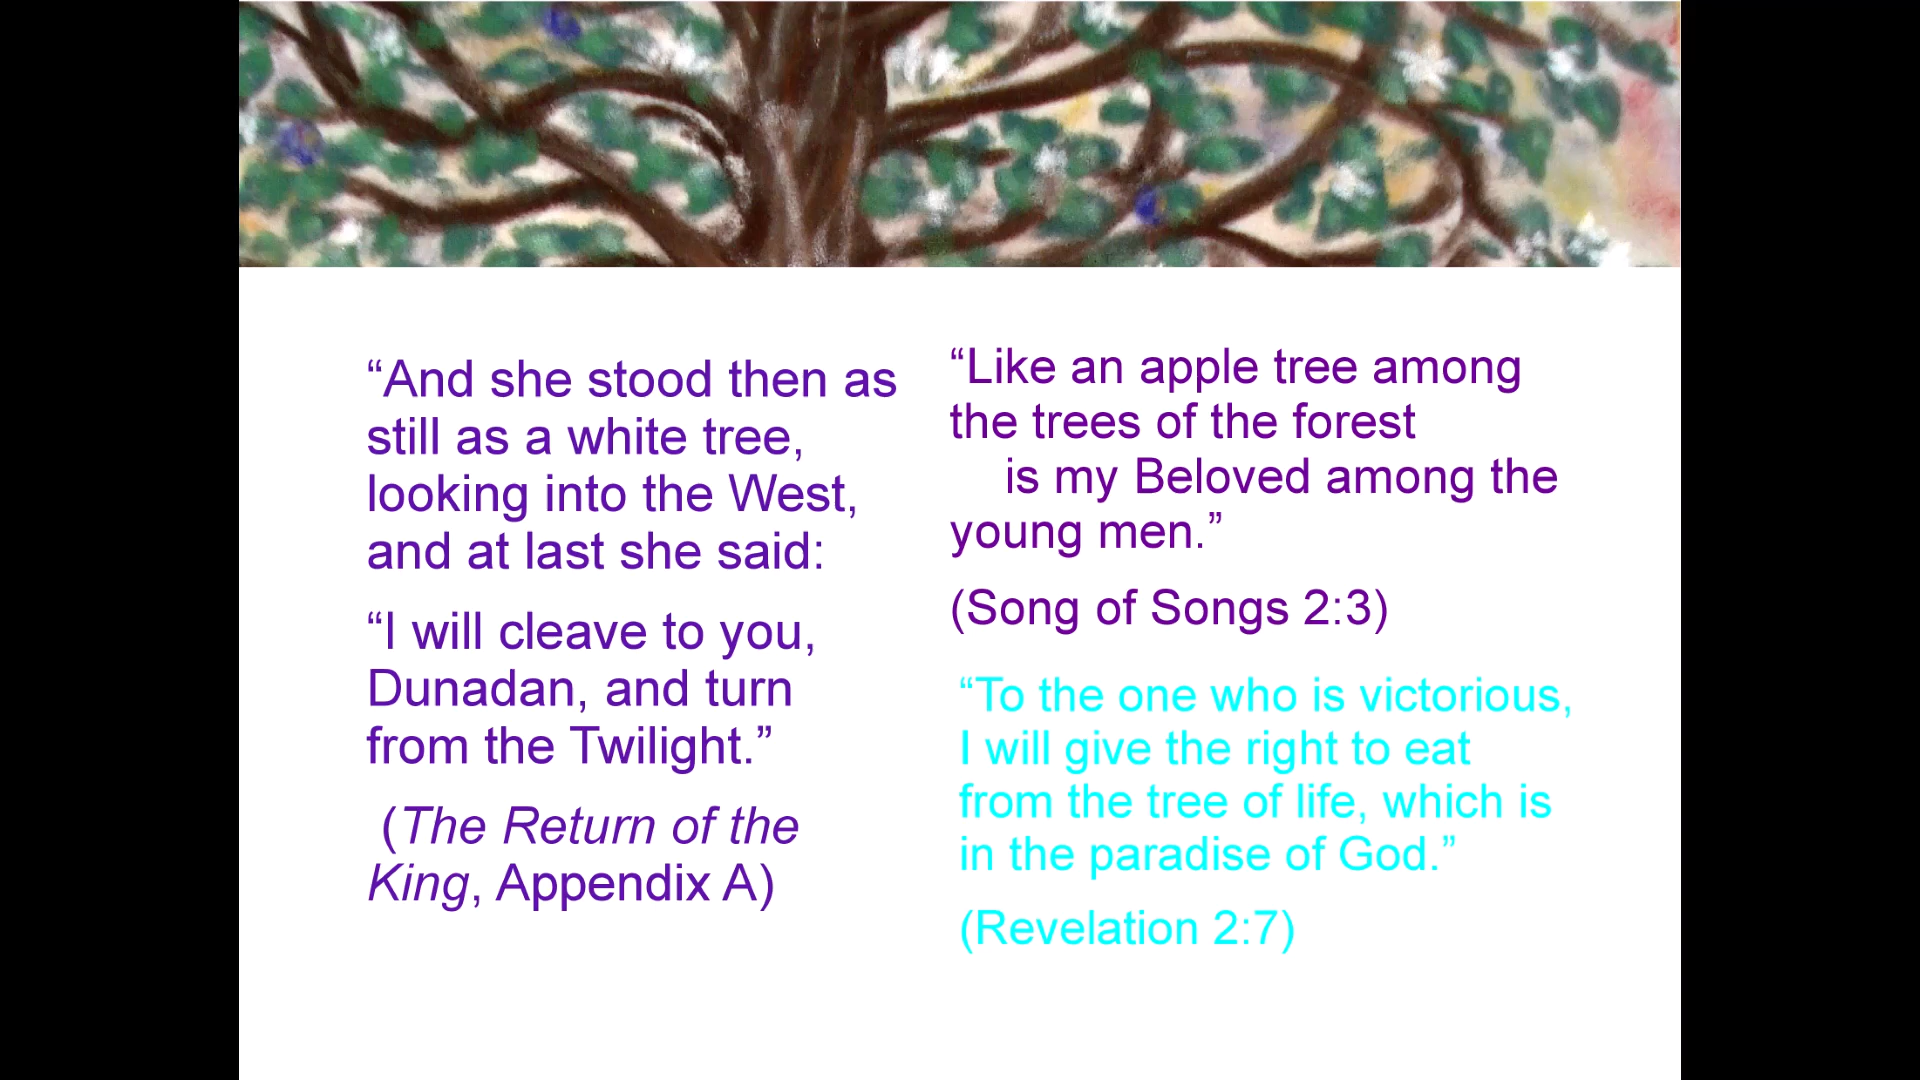 “And she stood then as
still as a white tree,
looking into the West,
and at last she said:
“I will cleave to you,
Dunadan, and turn
from the Twilight.”
(The Return of the
King, Appendix A)
“Like an apple tree among
the trees of the forest
is my Beloved among the
young men.”
(Song of Songs 2:3)
“To the one who is victorious,
I will give the right to eat
from the tree of life, which is
in the paradise of God.”
(Revelation 2:7)